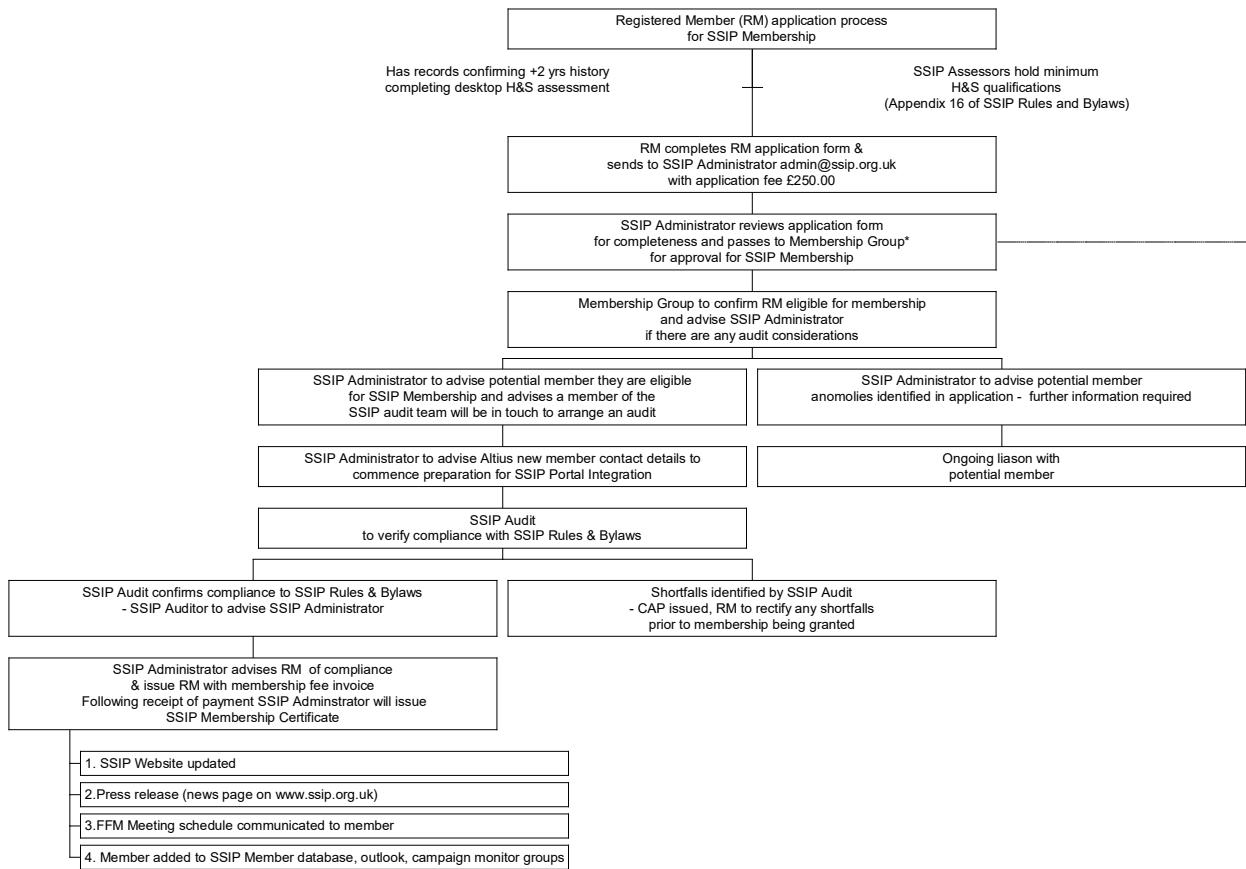 Registered Member (RM) application process
for SSIP Membership
Has records confirming +2 yrs history
completing desktop H&S assessment
SSIP Assessors hold minimum
H&S qualifications
(Appendix 16 of SSIP Rules and Bylaws)
RM completes RM application form &
sends to SSIP Administrator admin@ssip.org.uk
with application fee £250.00
SSIP Administrator reviews application form
for completeness and passes to Membership Group*
for approval for SSIP Membership
Membership Group to confirm RM eligible for membership
and advise SSIP Administrator
if there are any audit considerations
SSIP Administrator to advise potential member they are eligible
for SSIP Membership and advises a member of the
SSIP audit team will be in touch to arrange an audit
SSIP Administrator to advise potential member
anomolies identified in application - further information required
SSIP Administrator to advise Altius new member contact details to
commence preparation for SSIP Portal Integration
Ongoing liason with
potential member
SSIP Audit
to verify compliance with SSIP Rules & Bylaws
SSIP Audit confirms compliance to SSIP Rules & Bylaws
- SSIP Auditor to advise SSIP Administrator
Shortfalls identified by SSIP Audit
- CAP issued, RM to rectify any shortfalls
prior to membership being granted
SSIP Administrator advises RM of compliance
& issue RM with membership fee invoice
Following receipt of payment SSIP Adminstrator will issue
SSIP Membership Certificate
1. SSIP Website updated
2.Press release (news page on www.ssip.org.uk)
3.FFM Meeting schedule communicated to member
4. Member added to SSIP Member database, outlook, campaign monitor groups